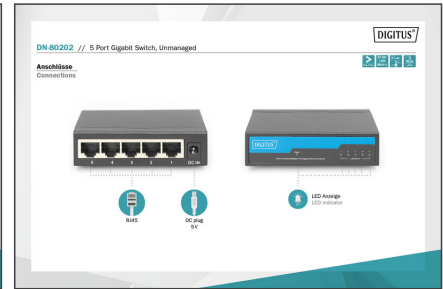 DIGITUS®
DN-80202 // 5 Port Gigabit Switch, Unmanaged
Anschlüsse
Connections
5 4 3 2 1 DC IN
DIGITUS
RJ45
DC plug
5V
LED Anzeige
LED indicator